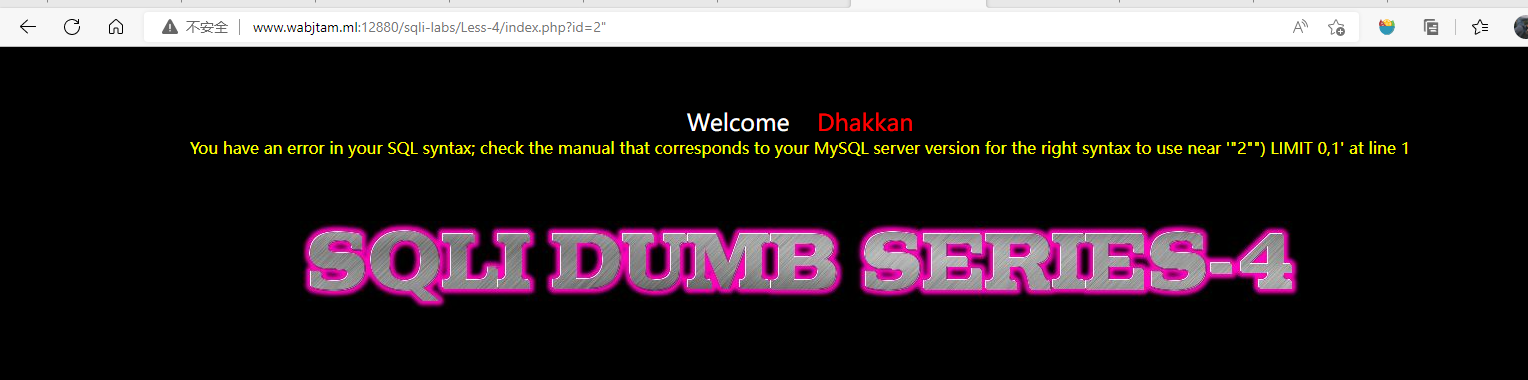 不安全 www.wabjtam.ml:12880/sqli-labs/Less-4/index.php?id=2"
Welcome Dhakkan
You have an error in your SQL syntax; check the manual that corresponds to your MySQL server version for the right syntax to use near '"2"") LIMIT 0,1' at line 1
SQLI DUMB SERIES-4